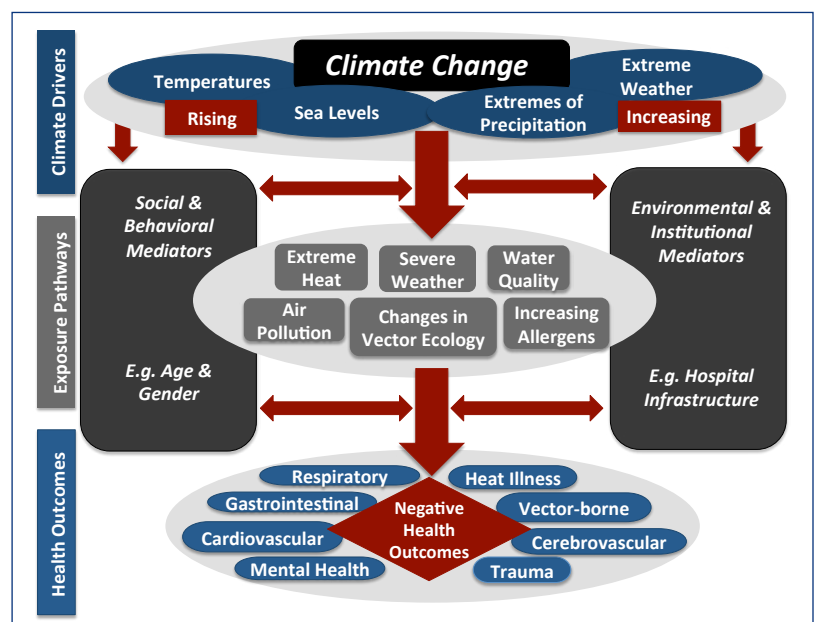 Climate Drivers
Climate Change
Temperatures
Rising
Sea Levels
Extremes of
Precipitation
Extreme
Weather
Increasing
Exposure Pathways
Social &
Behavioral
Mediators
E.g. Age &
Gender
Extreme
Heat
Severe
Weather
Water
Quality
Air
Pollution
Changes in
Vector Ecology
Increasing
Allergens
Environmental &
Institutional
Mediators
E.g. Hospital
Infrastructure
Health Outcomes
Respiratory
Gastrointestinal
Cardiovascular
Mental Health
Negative
Health
Outcomes
Heat Illness
Vector-borne
Cerebrovascular
Trauma